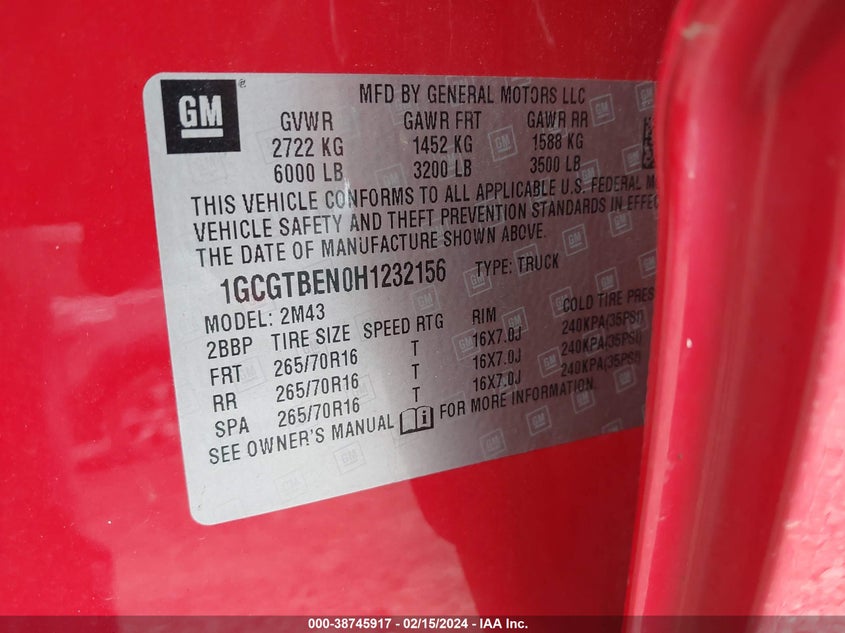 GM
MFD BY GENERAL MOTORS LLC
GVWR GAWR FRT GAWR RR
2722 KG 1452 KG 1588 KG
6000 LB 3200 LB 3500 LB
THIS VEHICLE CONFORMS TO ALL APPLICABLE U.S. FEDERAL M
VEHICLE SAFETY AND THEFT PREVENTION STANDARDS IN EFFEC
THE DATE OF MANUFACTURE SHOWN ABOVE.
1GCGTBEN0H1232156 TYPE: TRUCK
MODEL: 2M43
2BBP TIRE SIZE SPEED RTG RIM COLD TIRE PRES
FRT 265/70R16 T 16X7.0J 240KPA(35PSI)
RR 265/70R16 T 16X7.0J 240KPA(35PSI)
SPA 265/70R16 T 16X7.0J 240KPA(35PSI)
SEE OWNER'S MANUAL FOR MORE INFORMATION.
000-38745917 - 02/15/2024 - IAA Inc.